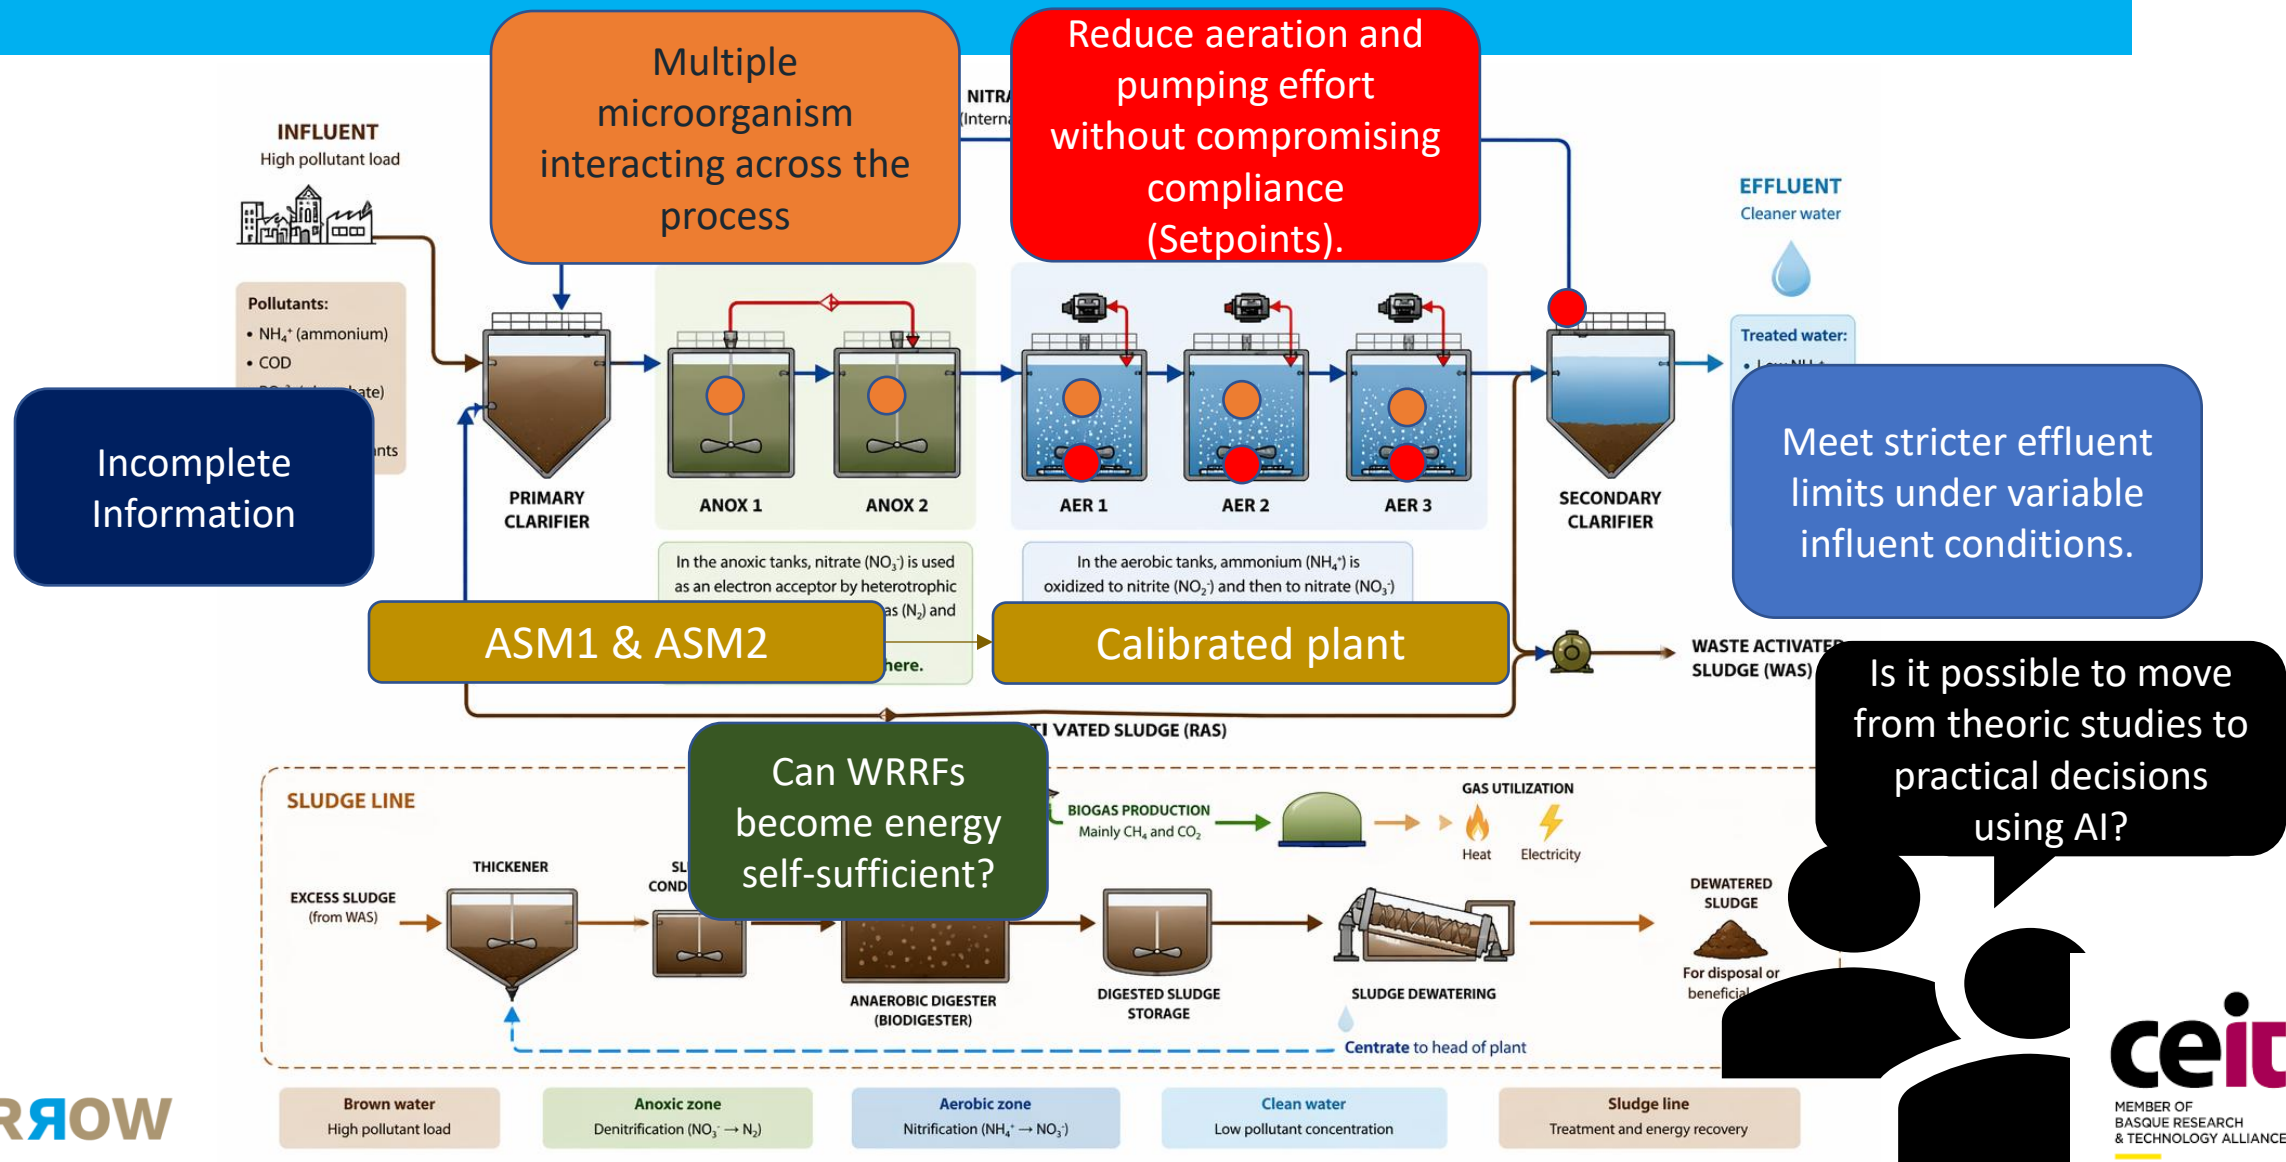 Multiple
microorganism
interacting across the
process
Reduce aeration and
pumping effort
without compromising
compliance
(Setpoints).
INFLUENT
High pollutant load
EFFLUENT
Cleaner water
Pollutants:
• NH₄⁺ (ammonium)
• COD
Treated water:
Incomplete
Information
Meet stricter effluent
limits under variable
influent conditions.
PRIMARY
CLARIFIER
ANOX 1
ANOX 2
AER 1
AER 2
AER 3
SECONDARY
CLARIFIER
In the anoxic tanks, nitrate (NO₃⁻) is used
as an electron acceptor by heterotrophic
(N₂) and
here.
In the aerobic tanks, ammonium (NH₄⁺) is
oxidized to nitrite (NO₂⁻) and then to nitrate (NO₃⁻)
ASM1 & ASM2
Calibrated plant
WASTE ACTIVATED
SLUDGE (WAS)
Is it possible to move
from theoric studies to
practical decisions
using AI?
VATED SLUDGE (RAS)
Can WRRFs
become energy
self-sufficient?
SLUDGE LINE
BIOGAS PRODUCTION
Mainly CH₄ and CO₂
GAS UTILIZATION
Heat
Electricity
THICKENER
EXCESS SLUDGE
(from WAS)
ANAEROBIC DIGESTER
(BIODIGESTER)
DIGESTED SLUDGE
STORAGE
SLUDGE DEWATERING
DEWATERED
SLUDGE
For disposal or
beneficial
Centrate to head of plant
Brown water
High pollutant load
Anoxic zone
Denitrification (NO₃⁻ → N₂)
Aerobic zone
Nitrification (NH₄⁺ → NO₃⁻)
Clean water
Low pollutant concentration
Sludge line
Treatment and energy recovery
ceit
MEMBER OF
BASQUE RESEARCH
& TECHNOLOGY ALLIANCE